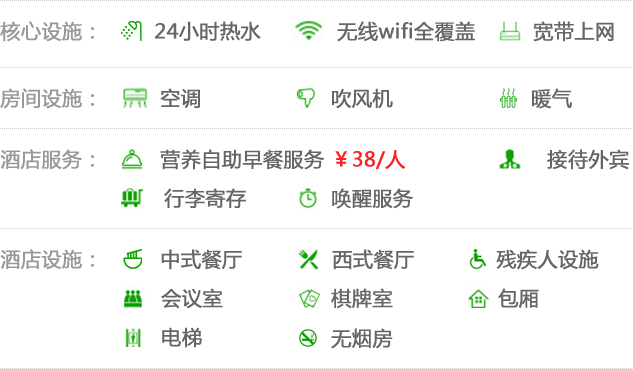 核心设施： 24小时热水 无线wifi全覆盖 宽带上网
房间设施： 空调 吹风机 暖气
酒店服务： 营养自助早餐服务 ￥38/人 接待外宾
行李寄存 唤醒服务
酒店设施： 中式餐厅 西式餐厅 残疾人设施
会议室 棋牌室 包厢
电梯 无烟房